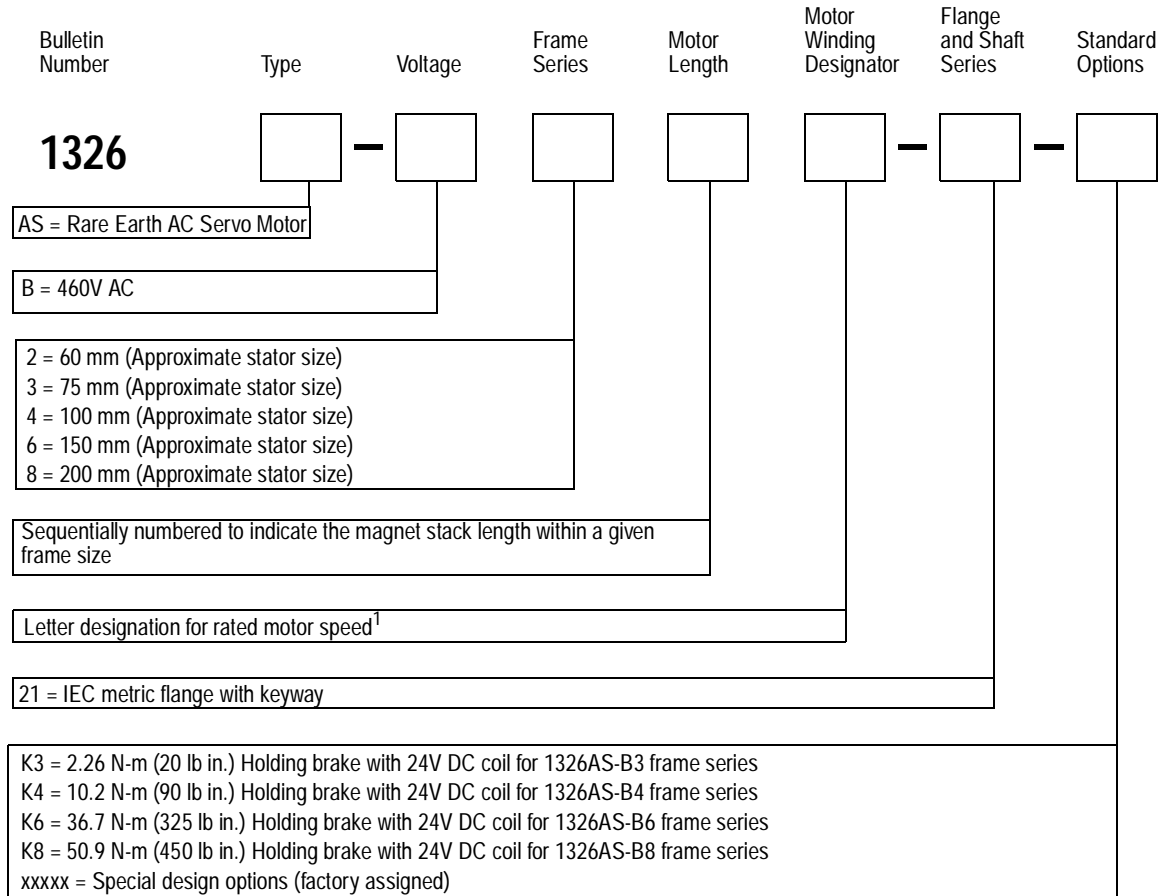 Bulletin
Number
Type
Voltage
Frame
Series
Motor
Length
Motor
Winding
Designator
Flange
and Shaft
Series
Standard
Options
1326
AS = Rare Earth AC Servo Motor
B = 460V AC
2 = 60 mm (Approximate stator size)
3 = 75 mm (Approximate stator size)
4 = 100 mm (Approximate stator size)
6 = 150 mm (Approximate stator size)
8 = 200 mm (Approximate stator size)
Sequentially numbered to indicate the magnet stack length within a given
frame size
Letter designation for rated motor speed1
21 = IEC metric flange with keyway
K3 = 2.26 N-m (20 lb in.) Holding brake with 24V DC coil for 1326AS-B3 frame series
K4 = 10.2 N-m (90 lb in.) Holding brake with 24V DC coil for 1326AS-B4 frame series
K6 = 36.7 N-m (325 lb in.) Holding brake with 24V DC coil for 1326AS-B6 frame series
K8 = 50.9 N-m (450 lb in.) Holding brake with 24V DC coil for 1326AS-B8 frame series
xxxxx = Special design options (factory assigned)